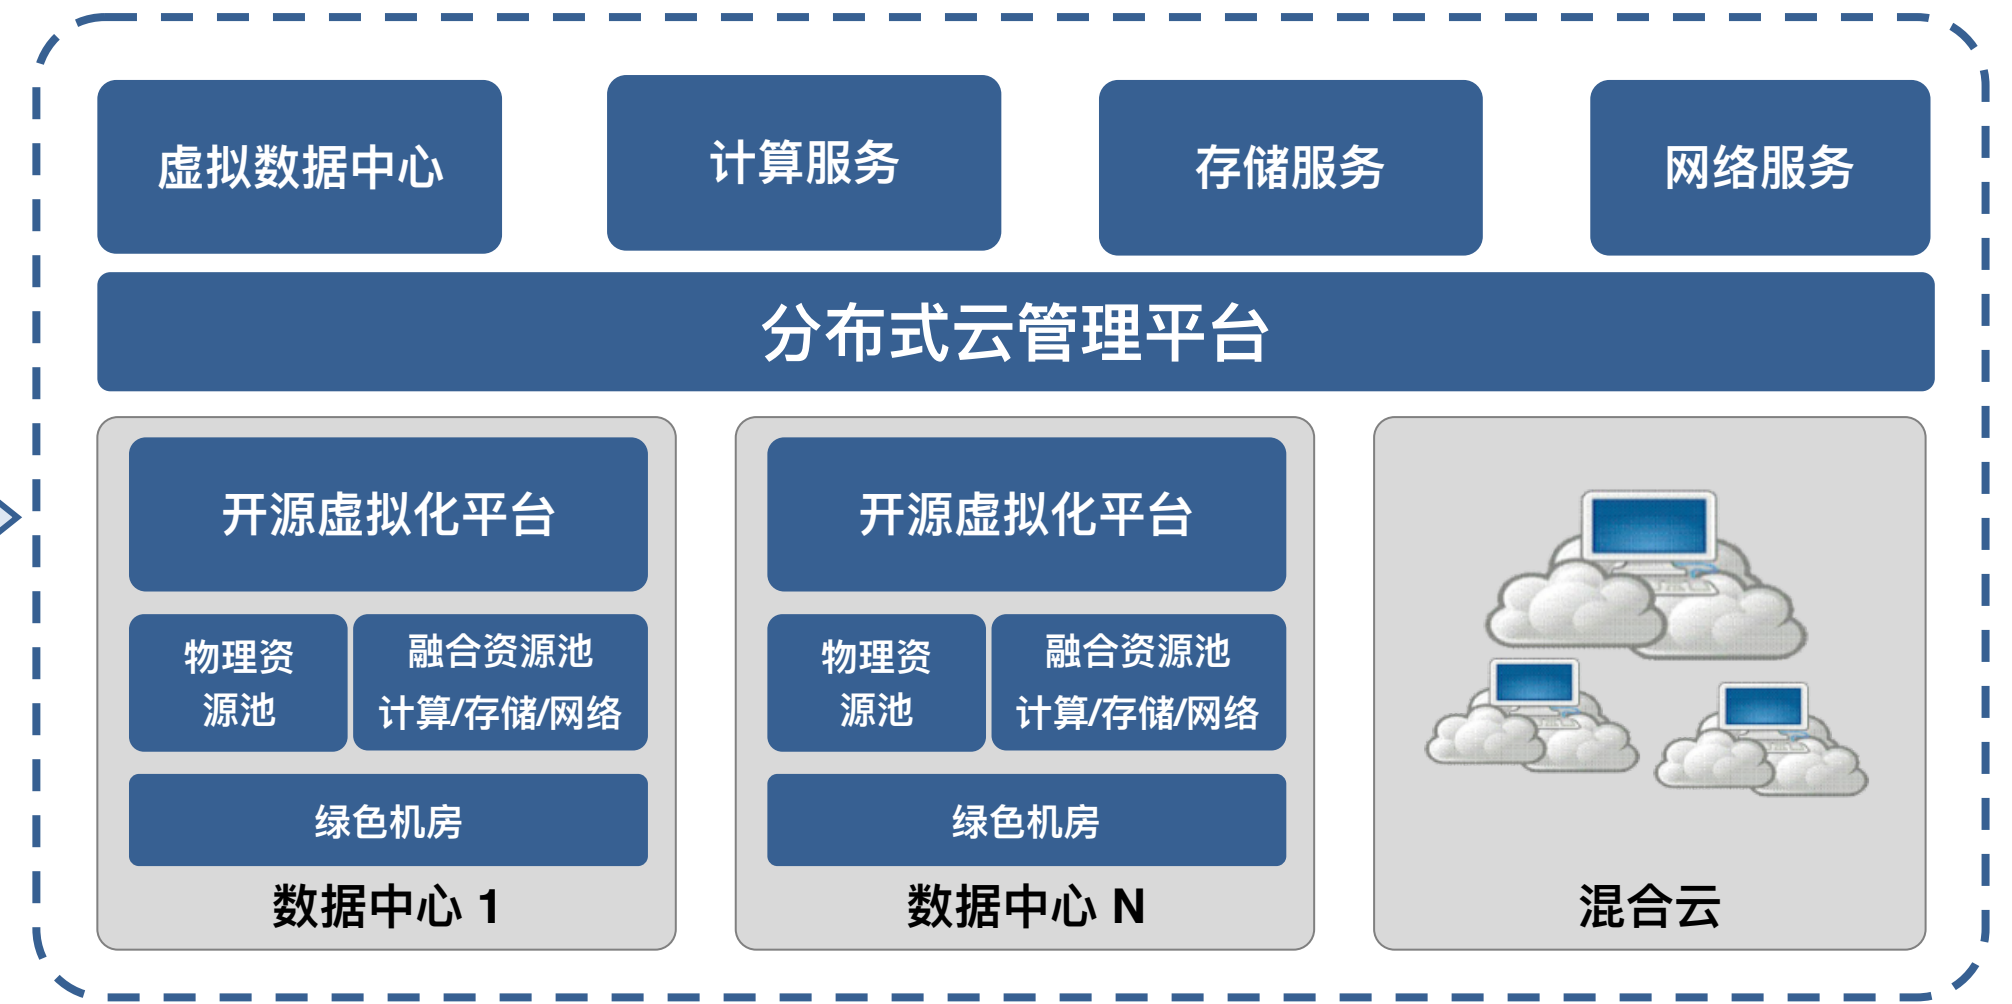 虚拟数据中心
计算服务
存储服务
网络服务
分布式云管理平台
开源虚拟化平台
物理资
源池
融合资源池
计算/存储/网络
绿色机房
数据中心 1
开源虚拟化平台
物理资
源池
融合资源池
计算/存储/网络
绿色机房
数据中心 N
混合云